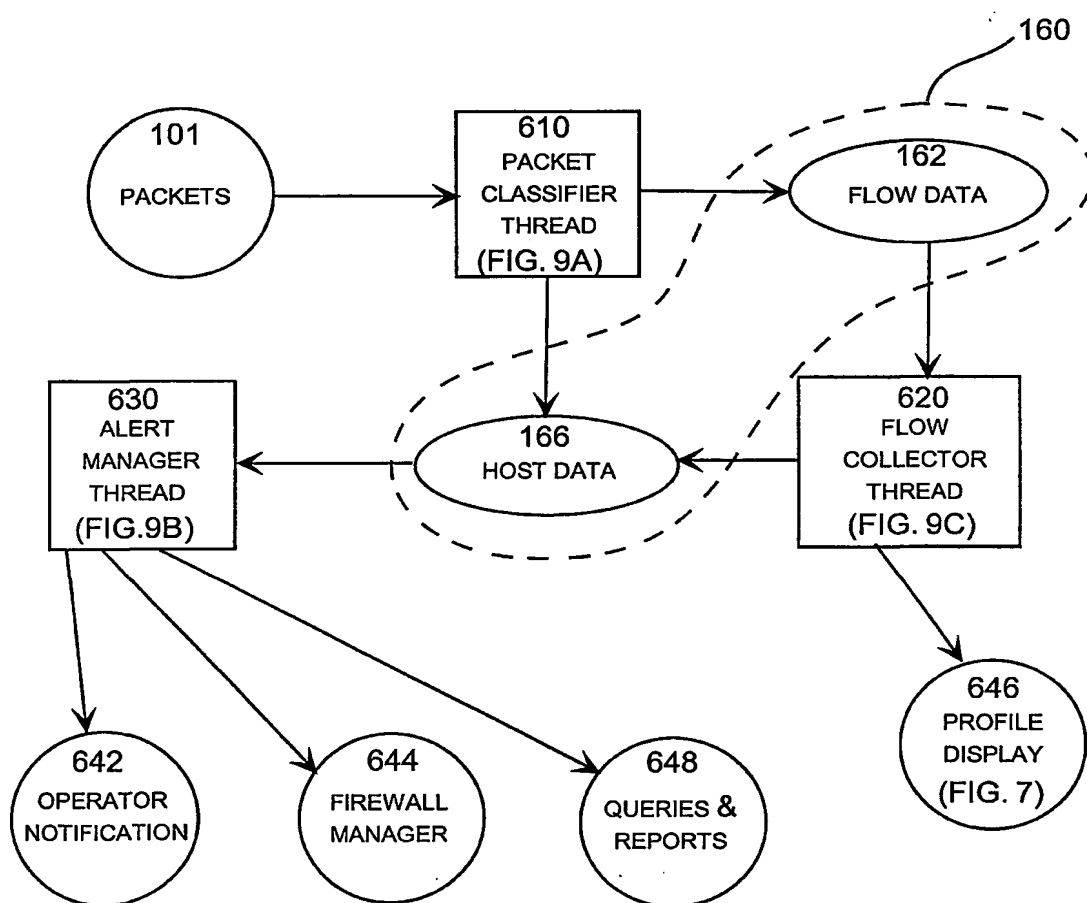 160
101
PACKETS
610
PACKET
CLASSIFIER
THREAD
(FIG. 9A)
162
FLOW DATA
630
ALERT
MANAGER
THREAD
(FIG.9B)
166
HOST DATA
620
FLOW
COLLECTOR
THREAD
(FIG. 9C)
642
OPERATOR
NOTIFICATION
644
FIREWALL
MANAGER
648
QUERIES &
REPORTS
646
PROFILE
DISPLAY
(FIG. 7)